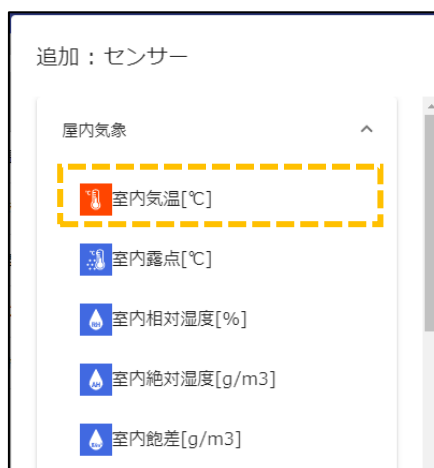 追加：センサー
屋内気象
室内気温[℃]
室内露点[℃]
室内相対湿度[%]
室内絶対湿度[g/m3]
室内飽差[g/m3]